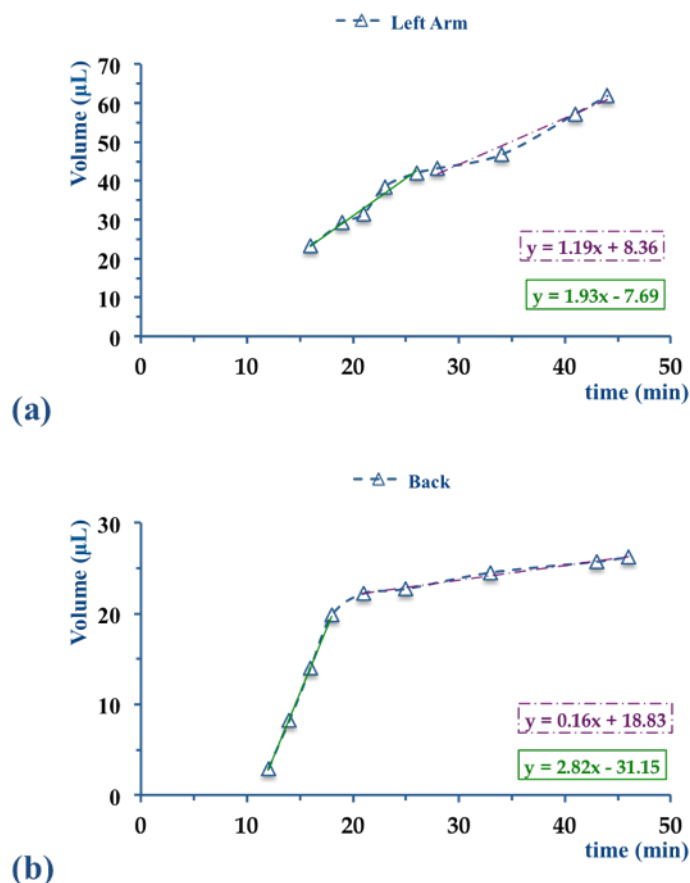 Left Arm
Volume (µL)
70
60
50
40
30
20
10
0
y = 1.19x + 8.36
y = 1.93x - 7.69
0 10 20 30 40 50
time (min)
(a)
Back
Volume (µL)
30
20
10
0
y = 0.16x + 18.83
y = 2.82x - 31.15
0 10 20 30 40 50
time (min)
(b)